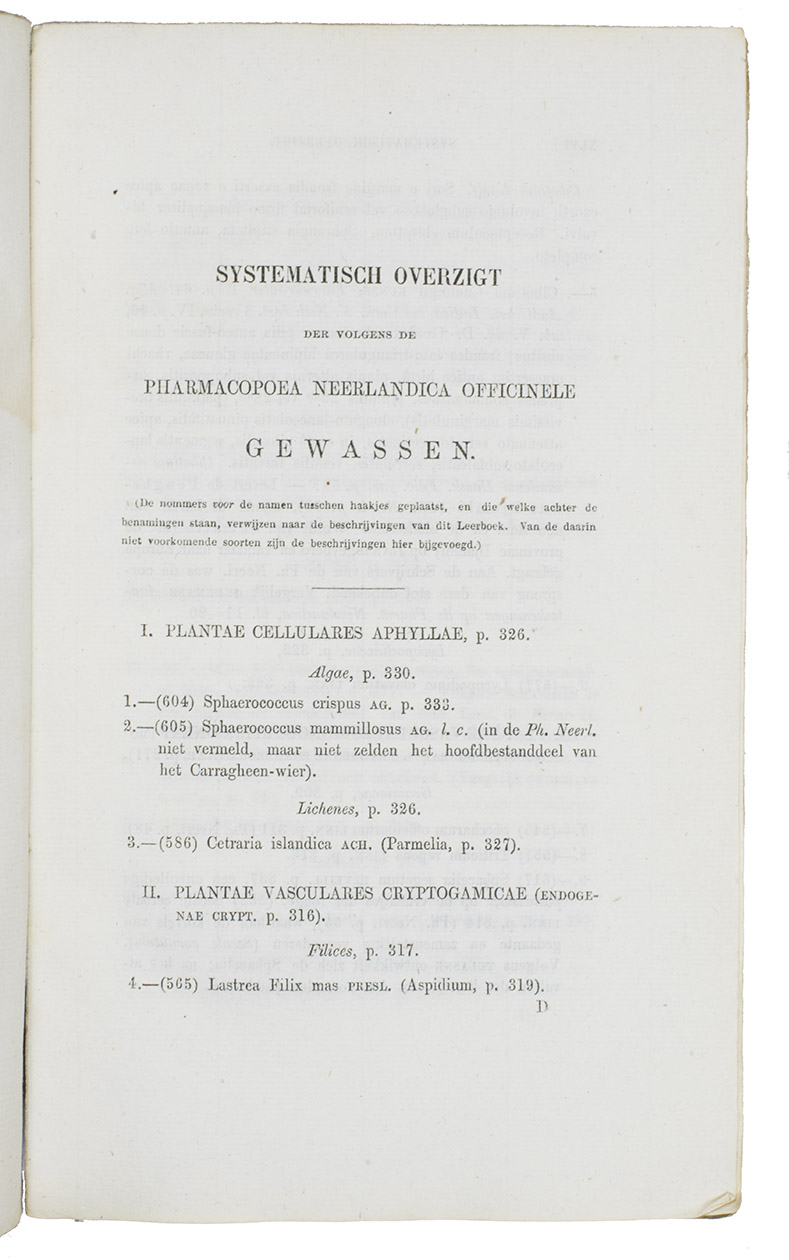 SYSTEMATISCH OVERZIGT
DER VOLGENS DE
PHARMACOPOEA NEERLANDICA OFFICINELE
GEWASSEN.
(De nommers voor de namen tusschen haakjes geplaatst, en die welke achter de
benamingen staan, verwijzen naar de beschrijvingen van dit Leerboek. Van de daarin
niet voorkomende soorten zijn de beschrijvingen hier bijgevoegd.)
I. PLANTAE CELLULARES APHYLLAE, p. 326.
Algae, p. 330.
1.—(604) Sphaerococcus crispus AG. p. 333.
2.—(605) Sphaerococcus mammillosus AG. l. c. (in de Ph. Neerl.
niet vermeld, maar niet zelden het hoofdbestanddeel van
het Carragheen-wier).
Lichenes, p. 326.
3.—(586) Cetraria islandica ACH. (Parmelia, p. 327).
II. PLANTAE VASCULARES CRYPTOGAMICAE (ENDOGE-
NAE CRYPT. p. 316).
Filices, p. 317.
4.—(565) Lastrea Filix mas PRESL. (Aspidium, p. 319).
D